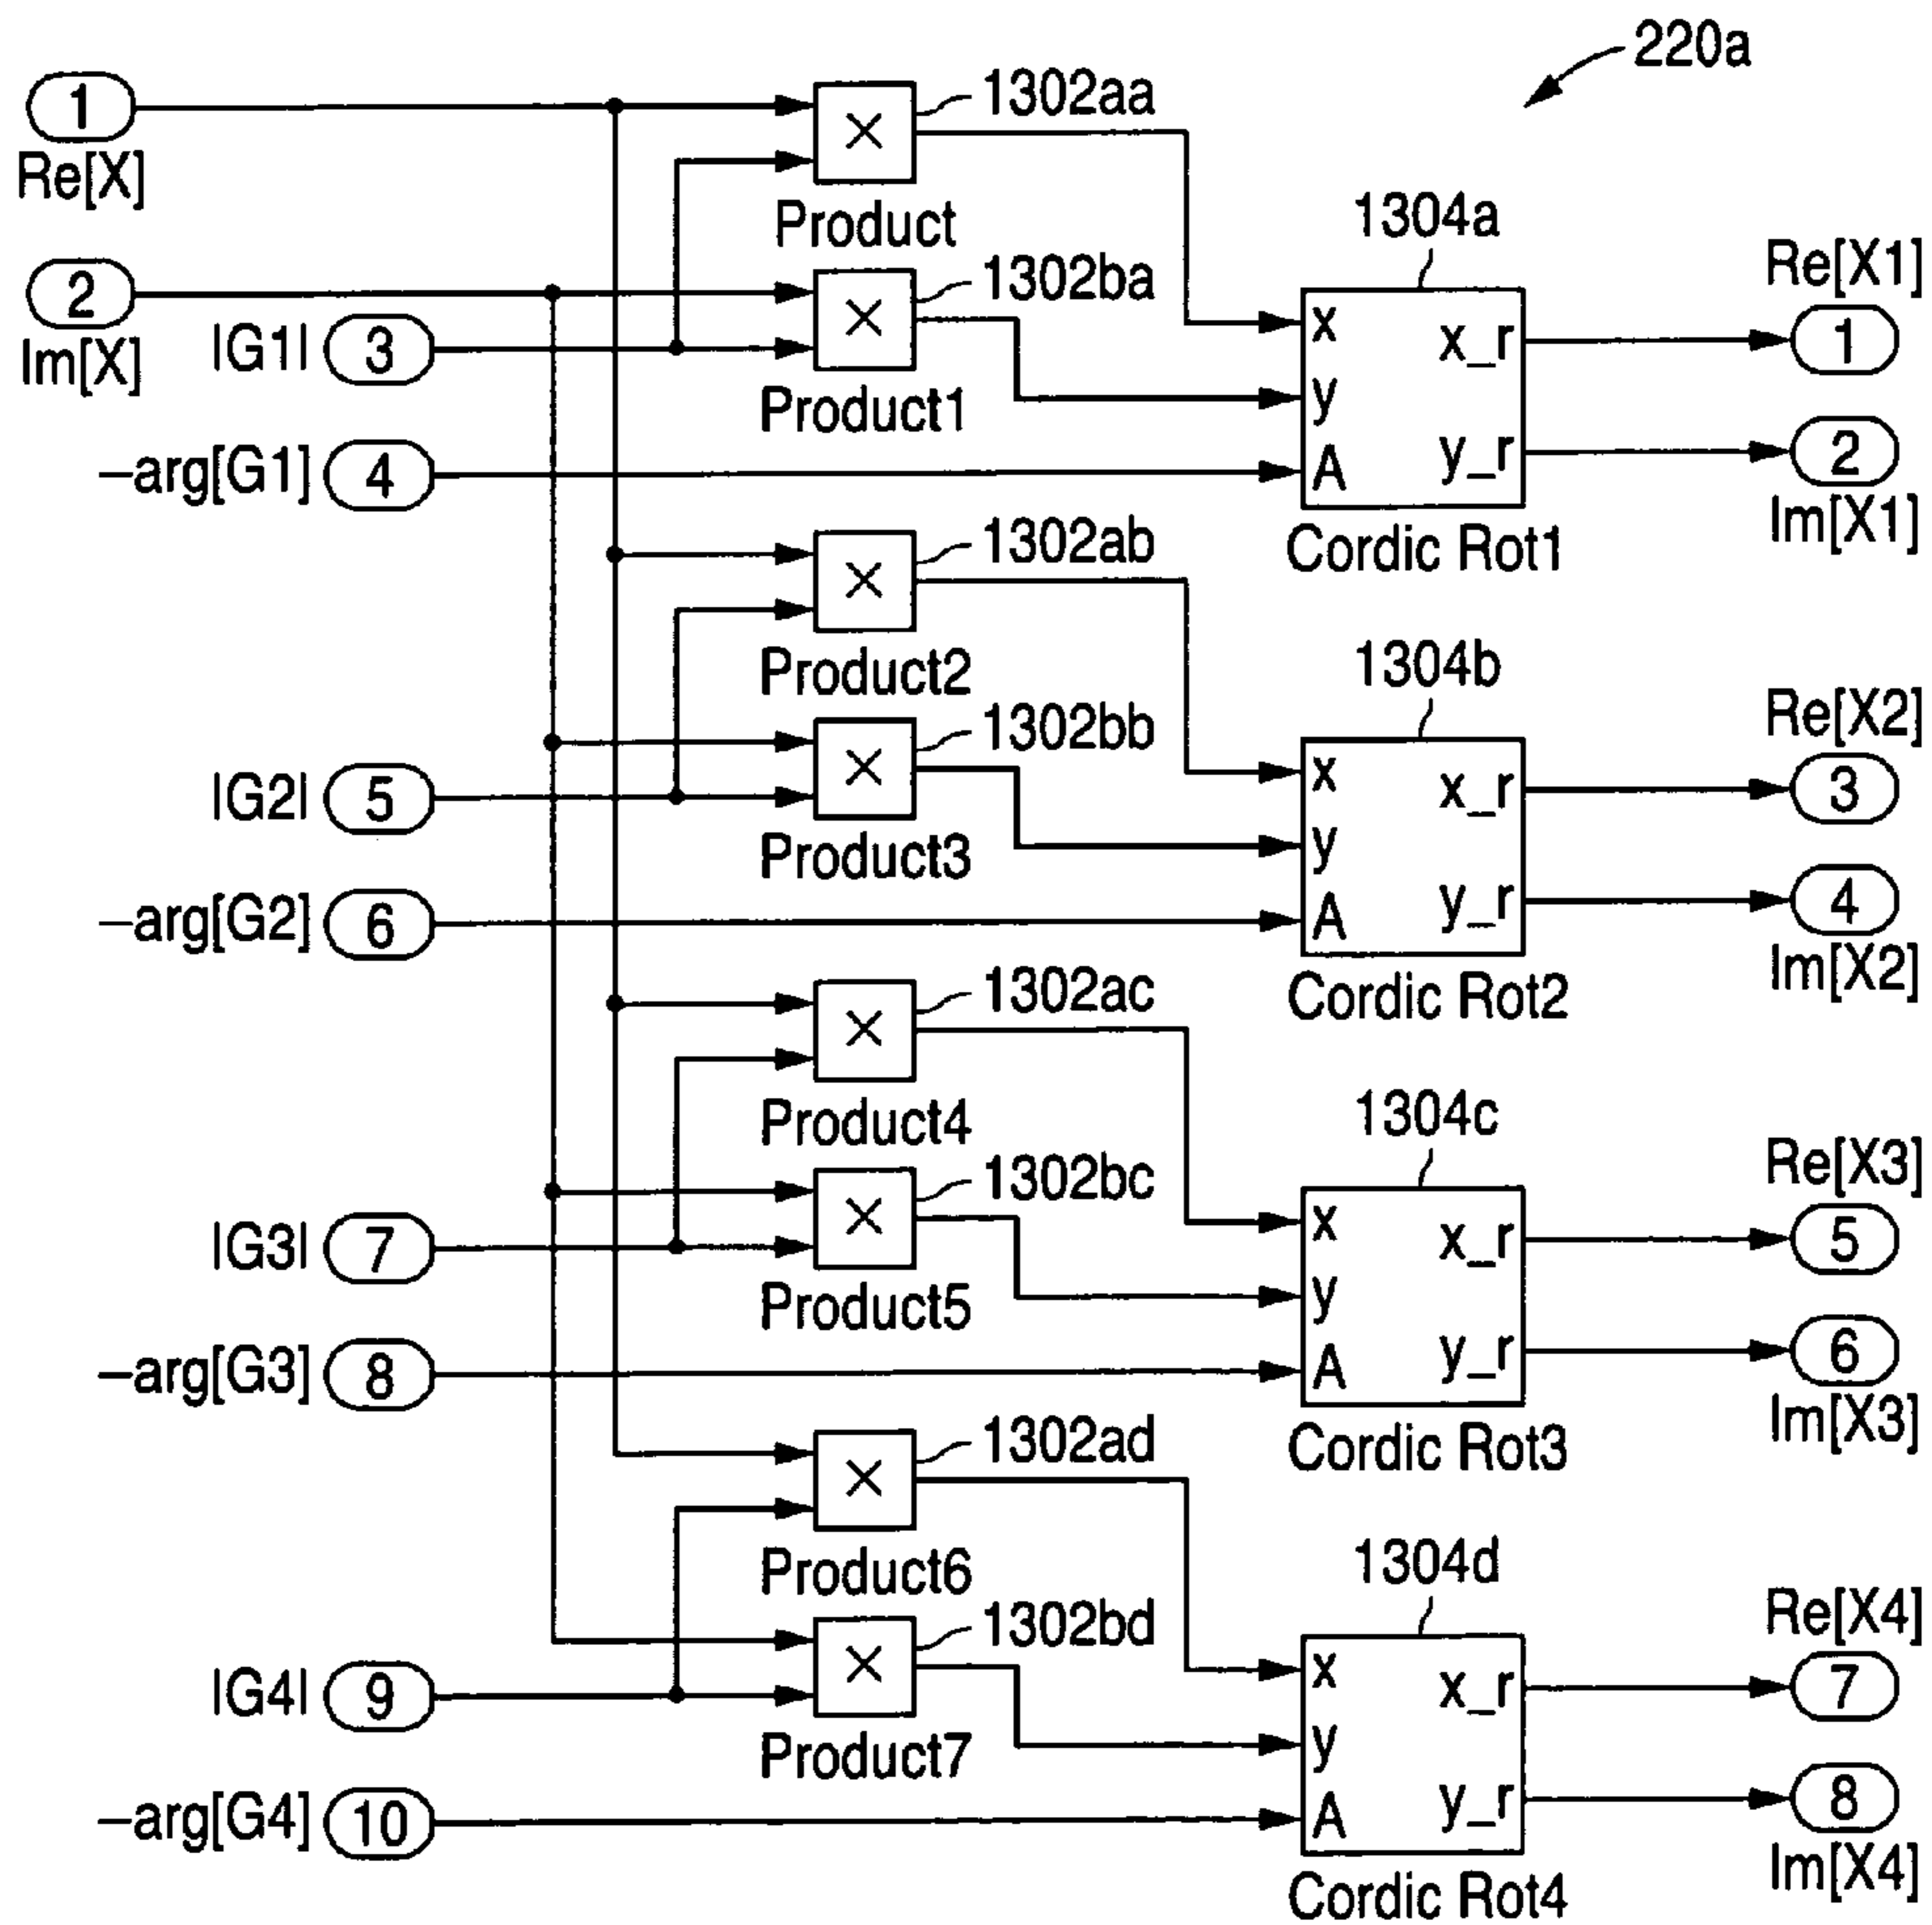 220a
1
Re[X]
1302aa
×
Product
2
Im[X]
1302ba
×
Product1
|G1|
3
–arg[G1]
4
1304a
x
y
A
x_r
y_r
Cordic Rot1
Re[X1]
1
2
Im[X1]
1302ab
×
Product2
1302bb
×
Product3
|G2|
5
–arg[G2]
6
1304b
x
y
A
x_r
y_r
Cordic Rot2
Re[X2]
3
4
Im[X2]
1302ac
×
Product4
1302bc
×
Product5
|G3|
7
–arg[G3]
8
1304c
x
y
A
x_r
y_r
Cordic Rot3
Re[X3]
5
6
Im[X3]
1302ad
×
Product6
1302bd
×
Product7
|G4|
9
–arg[G4]
10
1304d
x
y
A
x_r
y_r
Cordic Rot4
Re[X4]
7
8
Im[X4]